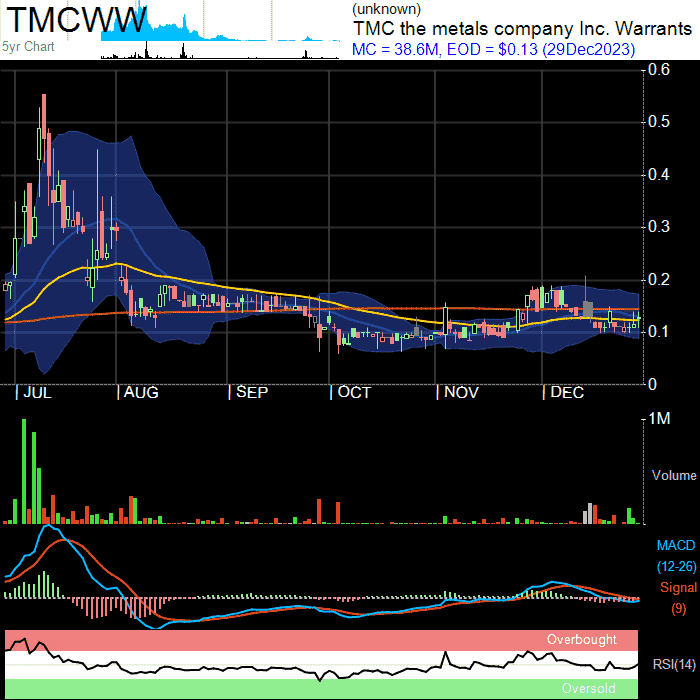 TMCWW
5yr Chart
(unknown)
TMC the metals company Inc. Warrants
MC = 38.6M, EOD = $0.13 (29Dec2023)
0.6
0.5
0.4
0.3
0.2
0.1
0
JUL AUG SEP OCT NOV DEC
1M
Volume
MACD
(12-26)
Signal
(9)
Overbought
RSI(14)
Oversold